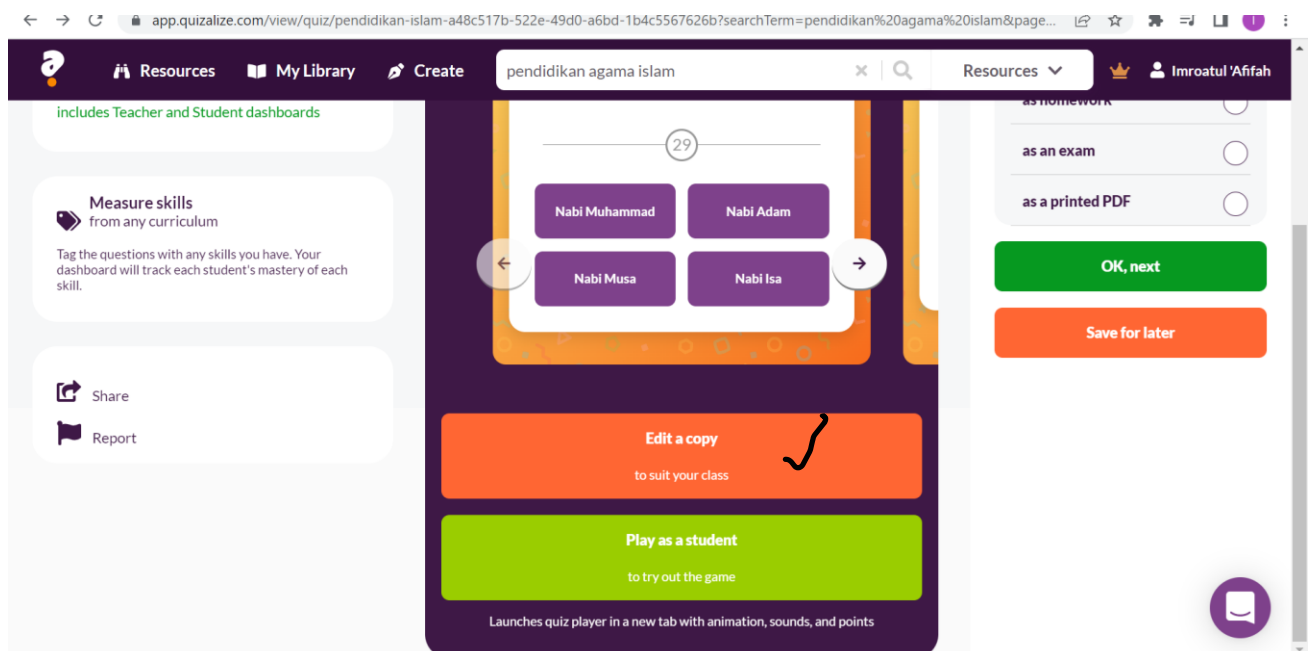 app.quizalize.com/view/quiz/pendidikan-islam-a48c517b-522e-49d0-a6bd-1b4c5567626b?searchTerm=pendidikan%20agama%20islam&page...
Resources
My Library
Create
pendidikan agama islam
Resources
Imroatul 'Afifah
includes Teacher and Student dashboards
Measure skills
from any curriculum
Tag the questions with any skills you have. Your
dashboard will track each student's mastery of each
skill.
Share
Report
29
Nabi Muhammad
Nabi Adam
Nabi Musa
Nabi Isa
Edit a copy
to suit your class
Play as a student
to try out the game
Launches quiz player in a new tab with animation, sounds, and points
as homework
as an exam
as a printed PDF
OK, next
Save for later